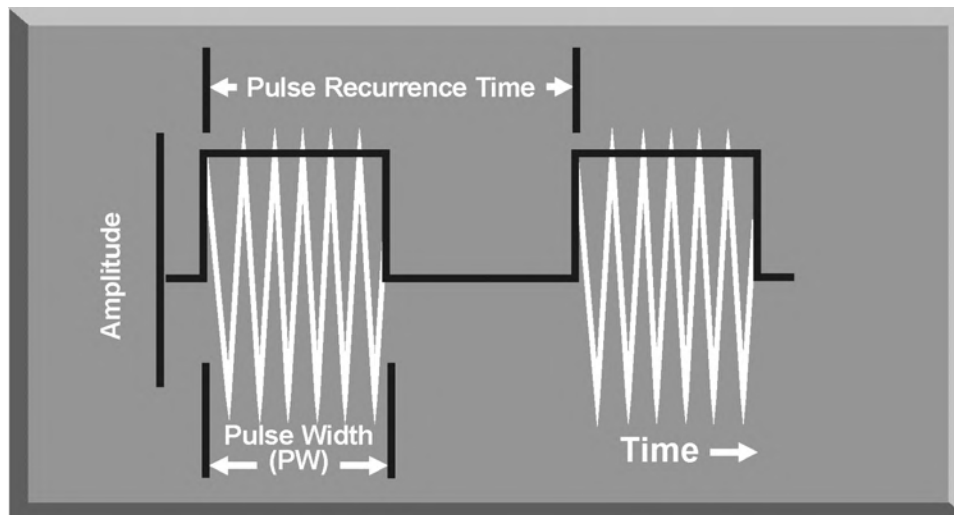 Pulse Recurrence Time
Amplitude
Pulse Width
(PW)
Time